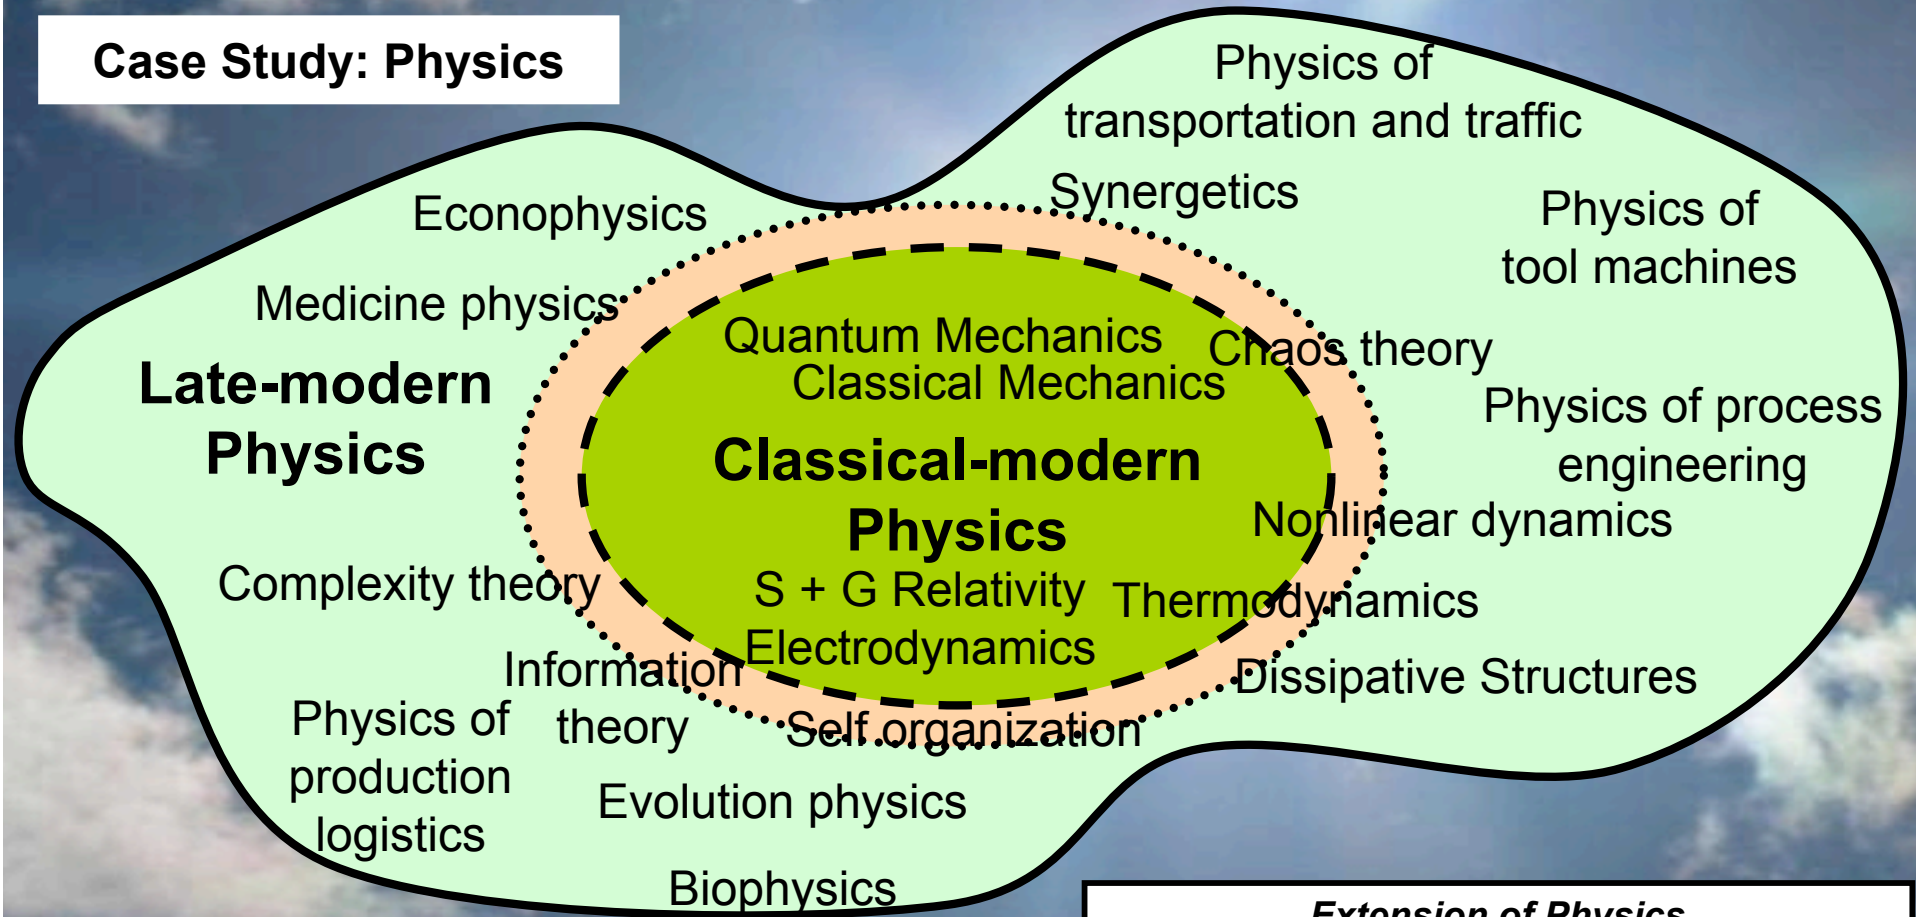 Case Study: Physics
Physics of
transportation and traffic
Synergetics
Econophysics
Physics of
tool machines
Medicine physics
Quantum Mechanics
Chaos theory
Classical Mechanics
Late-modern
Physics
Physics of process
engineering
Classical-modern
Physics
Nonlinear dynamics
Complexity theory
S + G Relativity
Thermodynamics
Electrodynamics
Information
theory
Dissipative Structures
Physics of
production
logistics
Self organization
Evolution physics
Biophysics
Extension of Physics